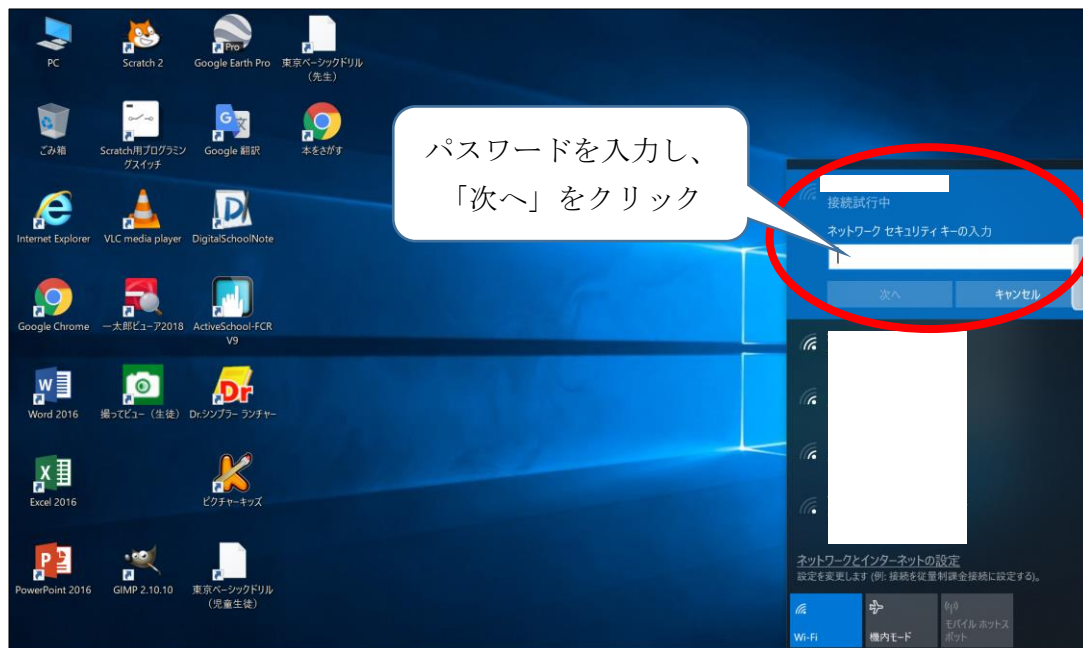 PC
Scratch 2
Pro
Google Earth Pro
東京ベーシックドリル
(先生)
ごみ箱
Scratch用プログラミン
グスイッチ
Google 翻訳
本をさがす
パスワードを入力し、
「次へ」をクリック
Internet Explorer
VLC media player
DigitalSchoolNote
Google Chrome
一太郎ビューア2018
ActiveSchool-FCR
V9
Word 2016
撮ってビュー（生徒）
Dr
Dr.シンプラー ランチャー
Excel 2016
ピクチャーキッズ
PowerPoint 2016
GIMP 2.10.10
東京ベーシックドリル
(児童生徒)
接続試行中
ネットワーク セキュリティ キーの入力
次へ
キャンセル
ネットワークとインターネットの設定
設定を変更します (例: 接続を従量制課金接続に設定する)。
Wi-Fi
機内モード
モバイル ホットス
ポット